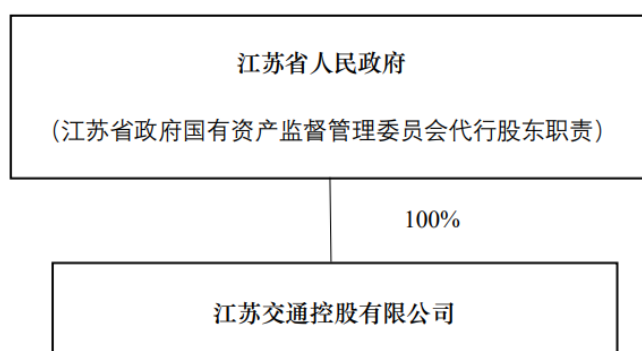 江苏省人民政府
（江苏省政府国有资产监督管理委员会代行股东职责）
100%
江苏交通控股有限公司